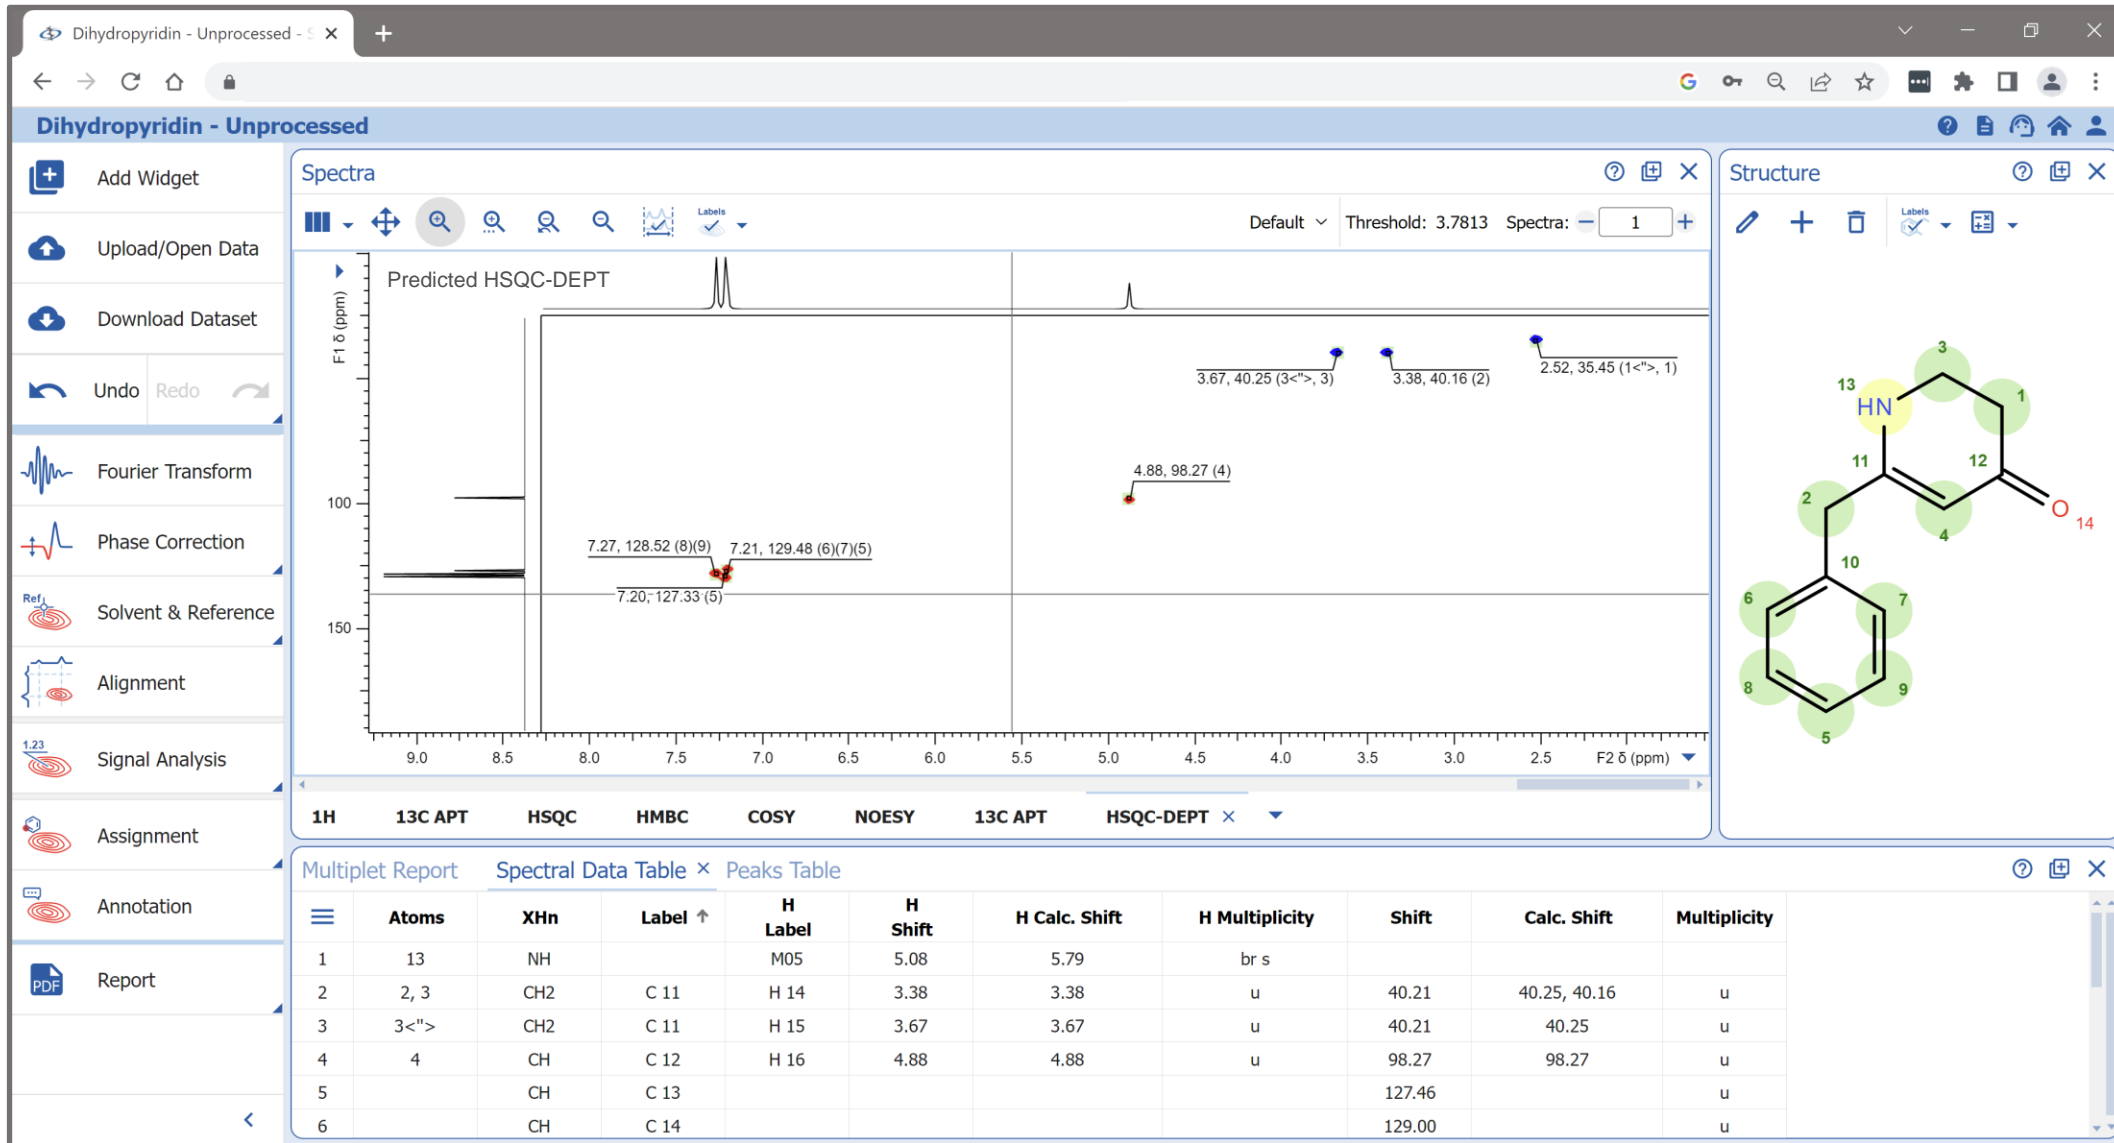 Dihydropyridin - Unprocessed - S
Dihydropyridin - Unprocessed
Add Widget
Upload/Open Data
Download Dataset
Undo Redo
Fourier Transform
Phase Correction
Ref
Solvent & Reference
Alignment
1.23
Signal Analysis
Assignment
Annotation
PDF
Report
Spectra
Labels
Default Threshold: 3.7813 Spectra: 1
Predicted HSQC-DEPT
F1 δ (ppm)
3.67, 40.25 (3<">, 3)
3.38, 40.16 (2)
2.52, 35.45 (1<">, 1)
4.88, 98.27 (4)
100
7.27, 128.52 (8)(9)
7.21, 129.48 (6)(7)(5)
7.20, 127.33 (5)
150
9.0 8.5 8.0 7.5 7.0 6.5 6.0 5.5 5.0 4.5 4.0 3.5 3.0 2.5 F2 δ (ppm)
1H 13C APT HSQC HMBC COSY NOESY 13C APT HSQC-DEPT
Structure
Labels
3
13
HN
1
11 12
2
O 14
4
10
6 7
8 9
5
Multiplet Report Spectral Data Table Peaks Table
Atoms XHn Label H Label H Shift H Calc. Shift H Multiplicity Shift Calc. Shift Multiplicity
1 13 NH M05 5.08 5.79 br s
2 2, 3 CH2 C 11 H 14 3.38 3.38 u 40.21 40.25, 40.16 u
3 3<"> CH2 C 11 H 15 3.67 3.67 u 40.21 40.25 u
4 4 CH C 12 H 16 4.88 4.88 u 98.27 98.27 u
5 CH C 13 127.46 u
6 CH C 14 129.00 u